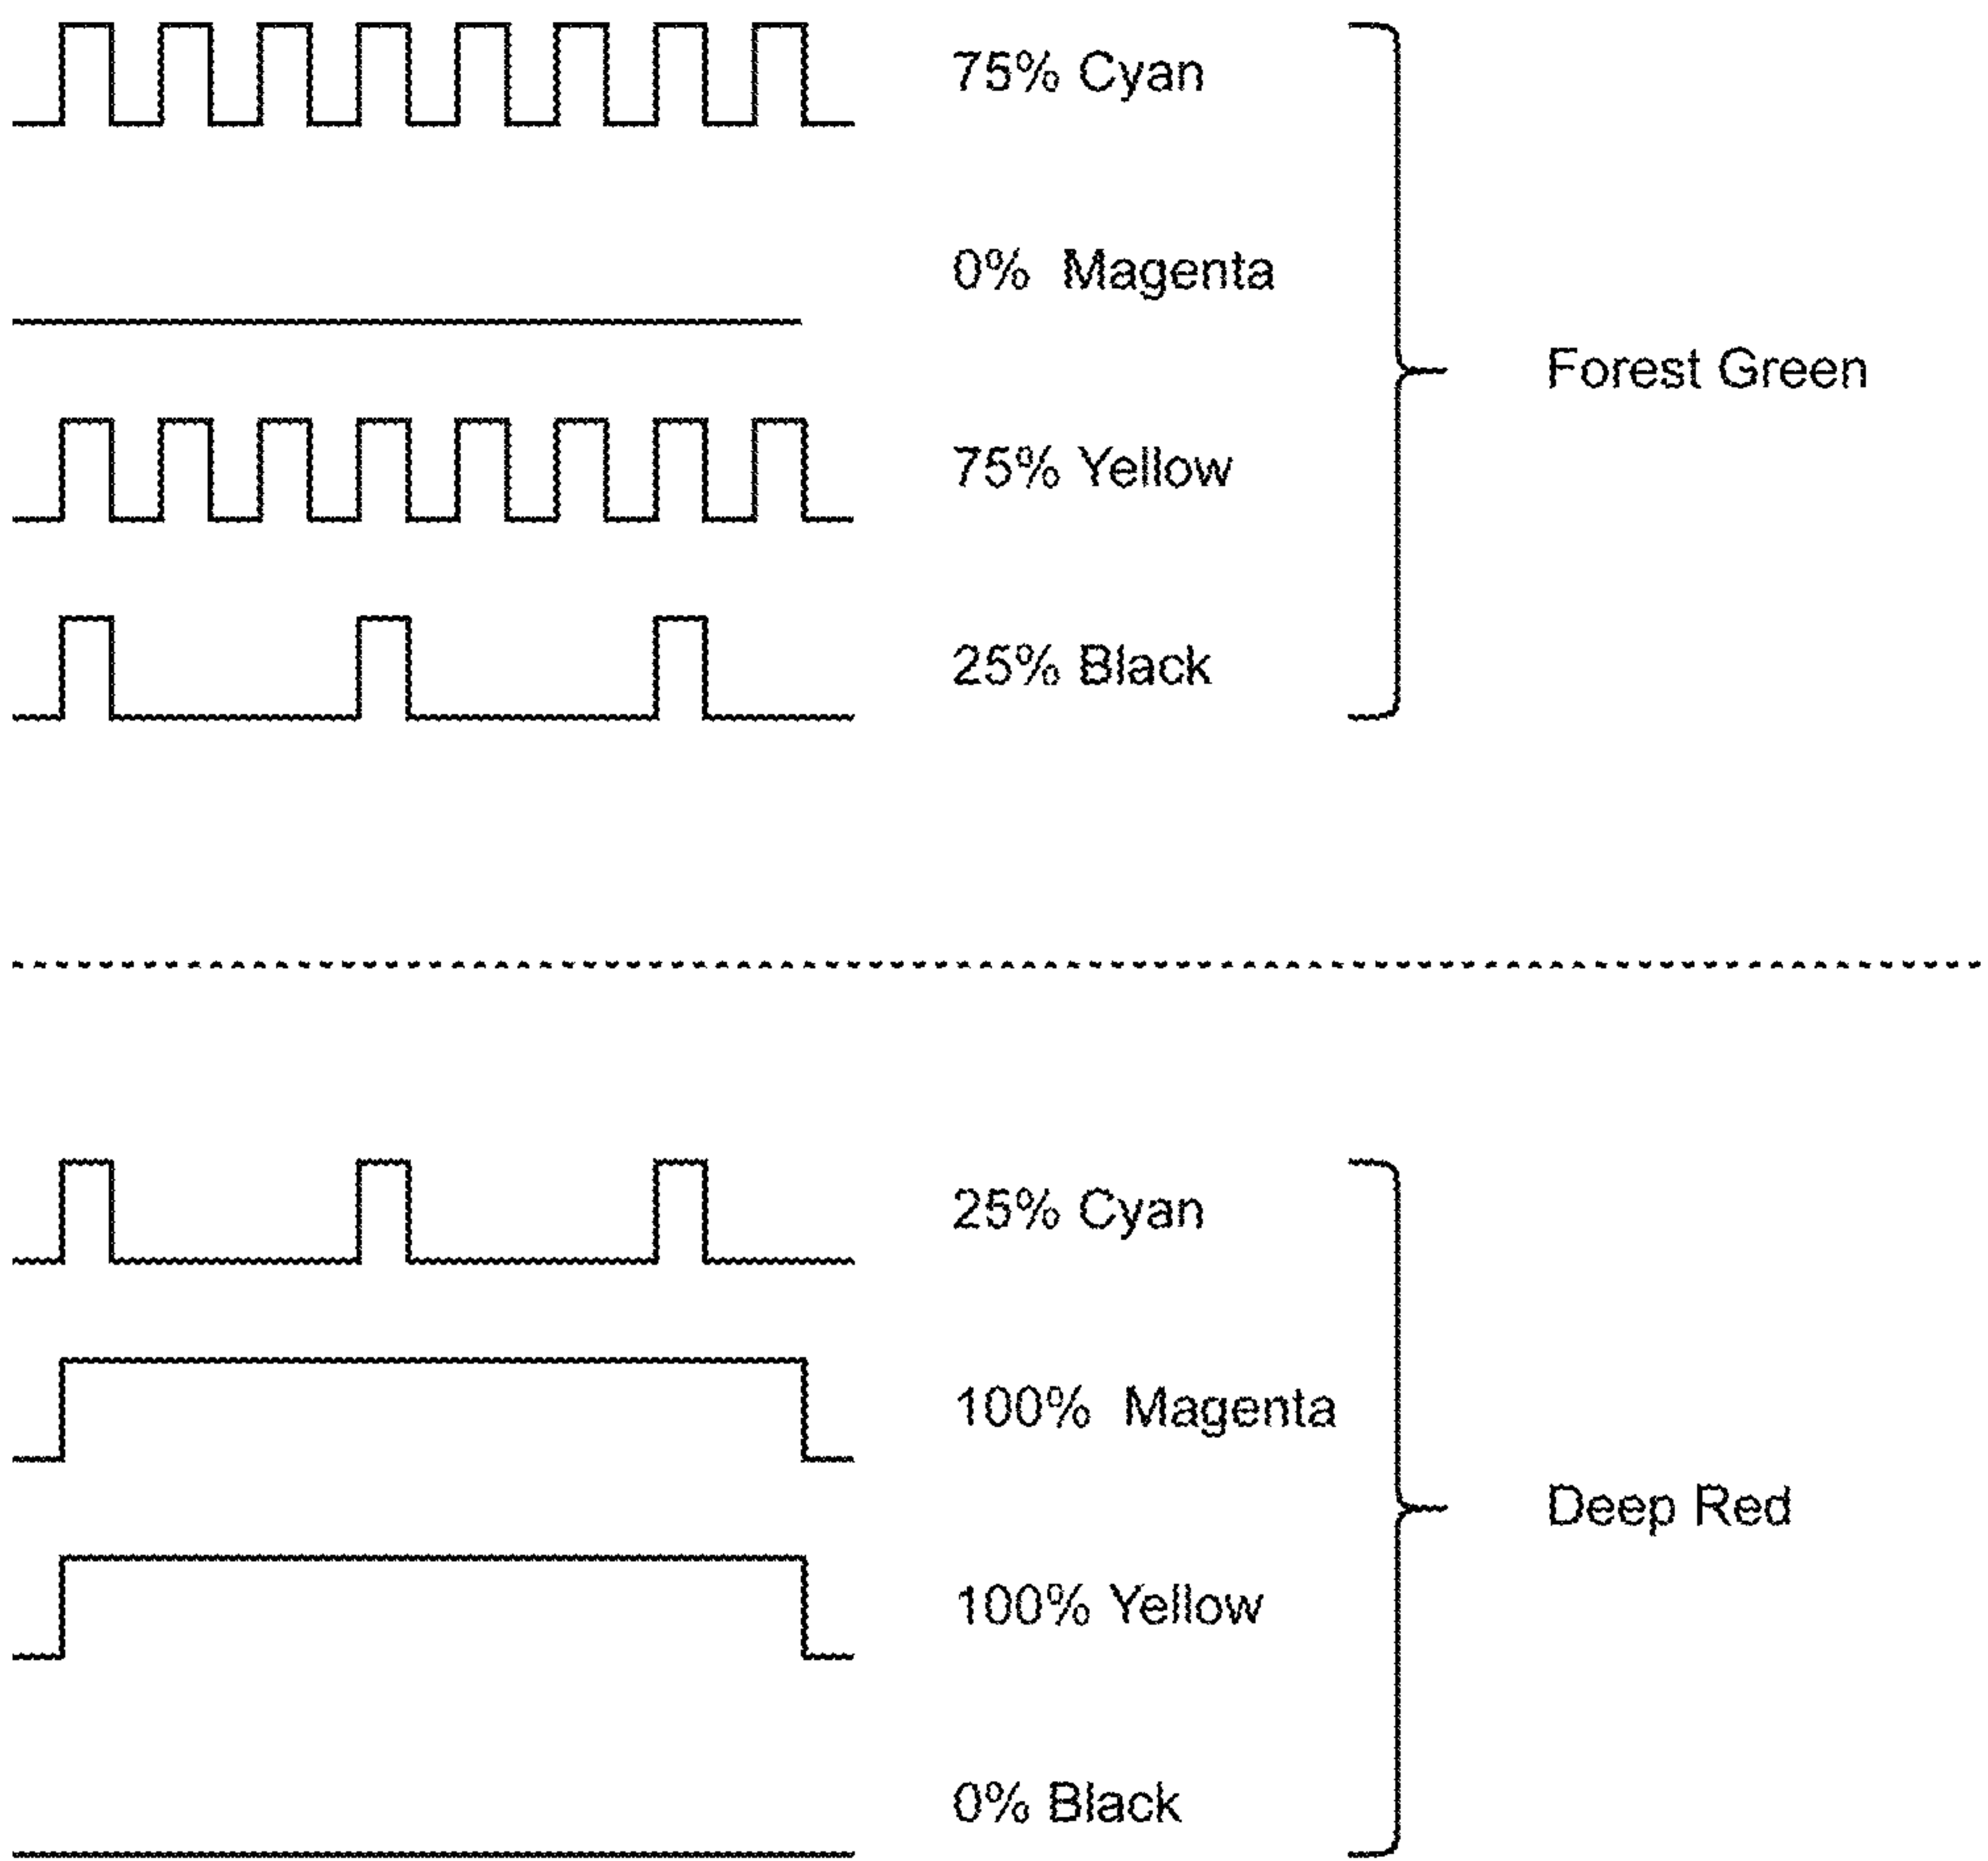 75% Cyan
0% Magenta
Forest Green
75% Yellow
25% Black
25% Cyan
100% Magenta
Deep Red
100% Yellow
0% Black